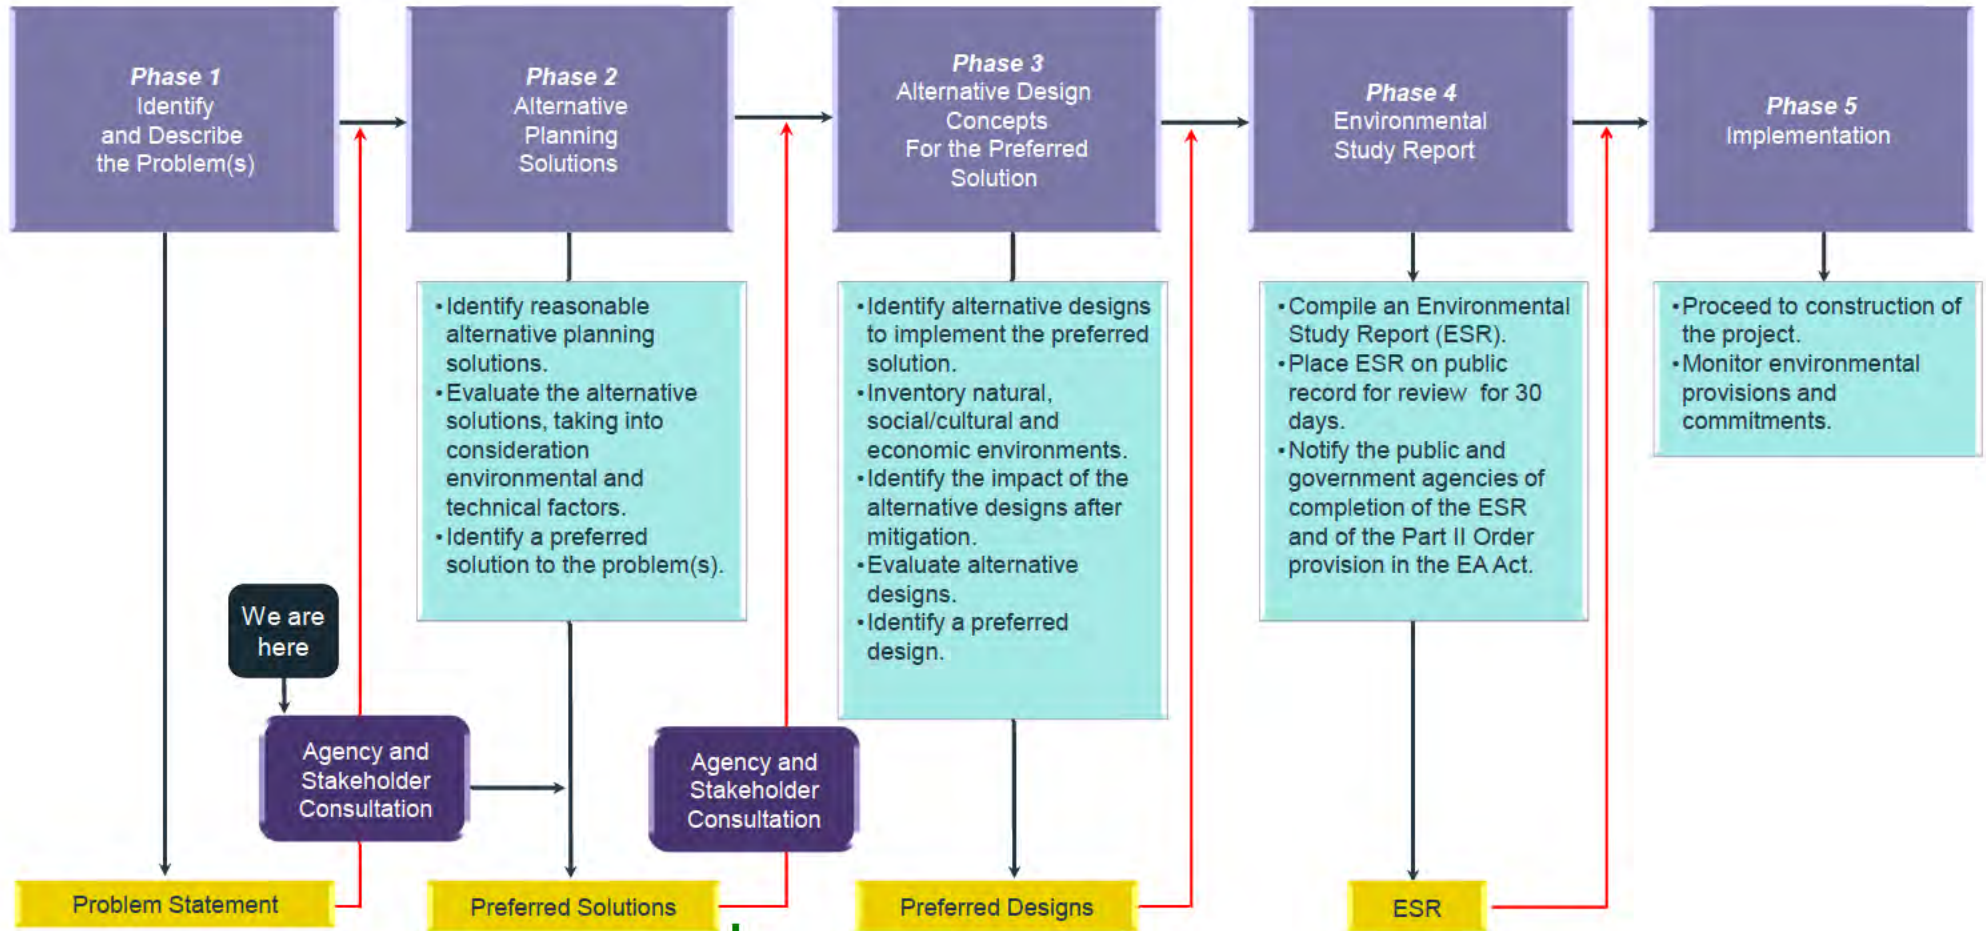 Phase 1
Identify
and Describe
the Problem(s)
Phase 2
Alternative
Planning
Solutions
Phase 3
Alternative Design
Concepts
For the Preferred
Solution
Phase 4
Environmental
Study Report
Phase 5
Implementation
•Identify reasonable
alternative planning
solutions.
•Evaluate the alternative
solutions, taking into
consideration
environmental and
technical factors.
•Identify a preferred
solution to the problem(s).
•Identify alternative designs
to implement the preferred
solution.
•Inventory natural,
social/cultural and
economic environments.
•Identify the impact of the
alternative designs after
mitigation.
•Evaluate alternative
designs.
•Identify a preferred
design.
•Compile an Environmental
Study Report (ESR).
•Place ESR on public
record for review for 30
days.
•Notify the public and
government agencies of
completion of the ESR
and of the Part II Order
provision in the EA Act.
•Proceed to construction of
the project.
•Monitor environmental
provisions and
commitments.
We are
here
Agency and
Stakeholder
Consultation
Agency and
Stakeholder
Consultation
Problem Statement
Preferred Solutions
Preferred Designs
ESR